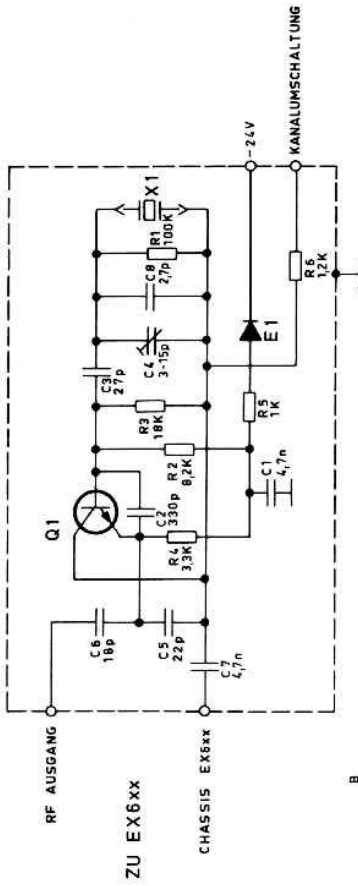 RF AUSGANG
ZU EX6xx
CHASSIS EX6xx
C6
18p
C5
22p
C7
4,7n
Q1
C2
330p
R4
3,3K
R2
8,2K
R3
18K
C3
27p
C4
3-15p
C8
2,7p
R1
100K
X1
C1
4,7n
R5
1K
E1
R6
1,2K
-24V
KANALUMSCHALTUNG
B